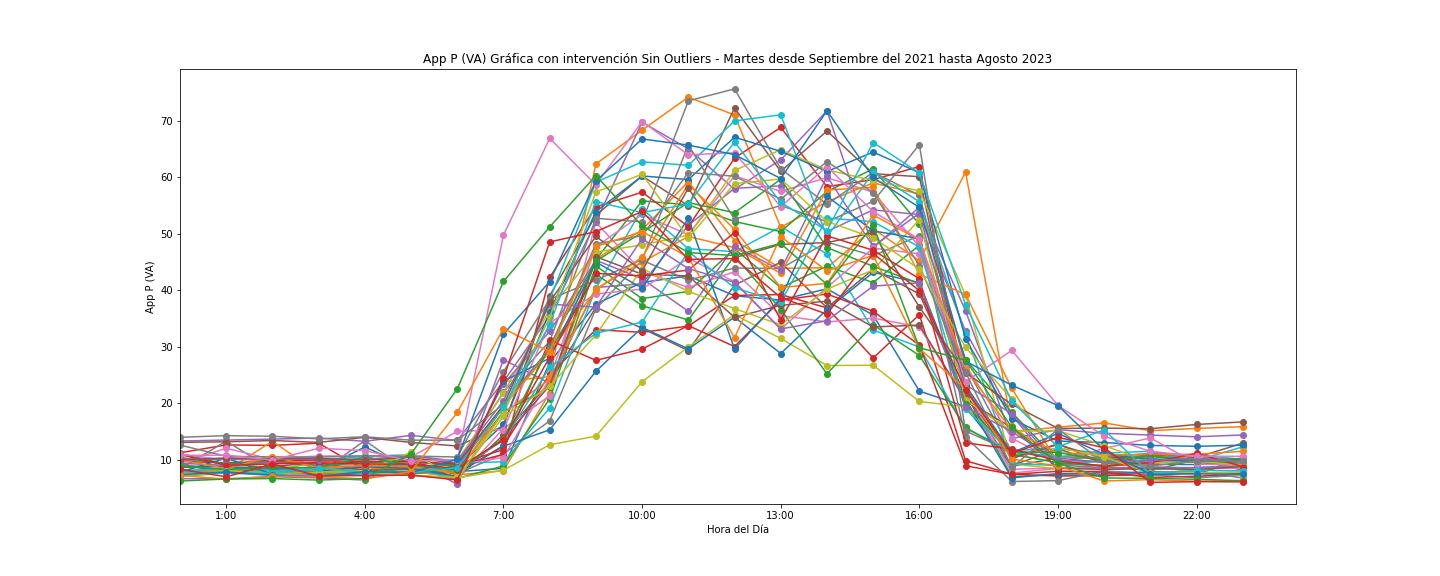 App P (VA) Gráfica con intervención Sin Outliers - Martes desde Septiembre del 2021 hasta Agosto 2023
App P (VA)
70
60
50
40
30
20
10
1:00 4:00 7:00 10:00 13:00 16:00 19:00 22:00
Hora del Día